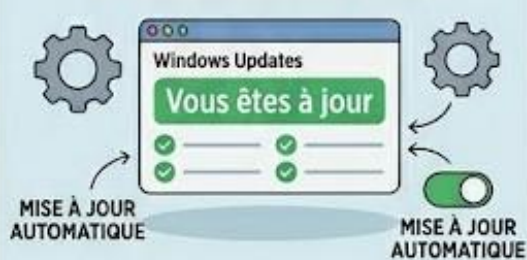 Windows Updates
Vous êtes à jour
MISE À JOUR
AUTOMATIQUE
MISE À JOUR
AUTOMATIQUE